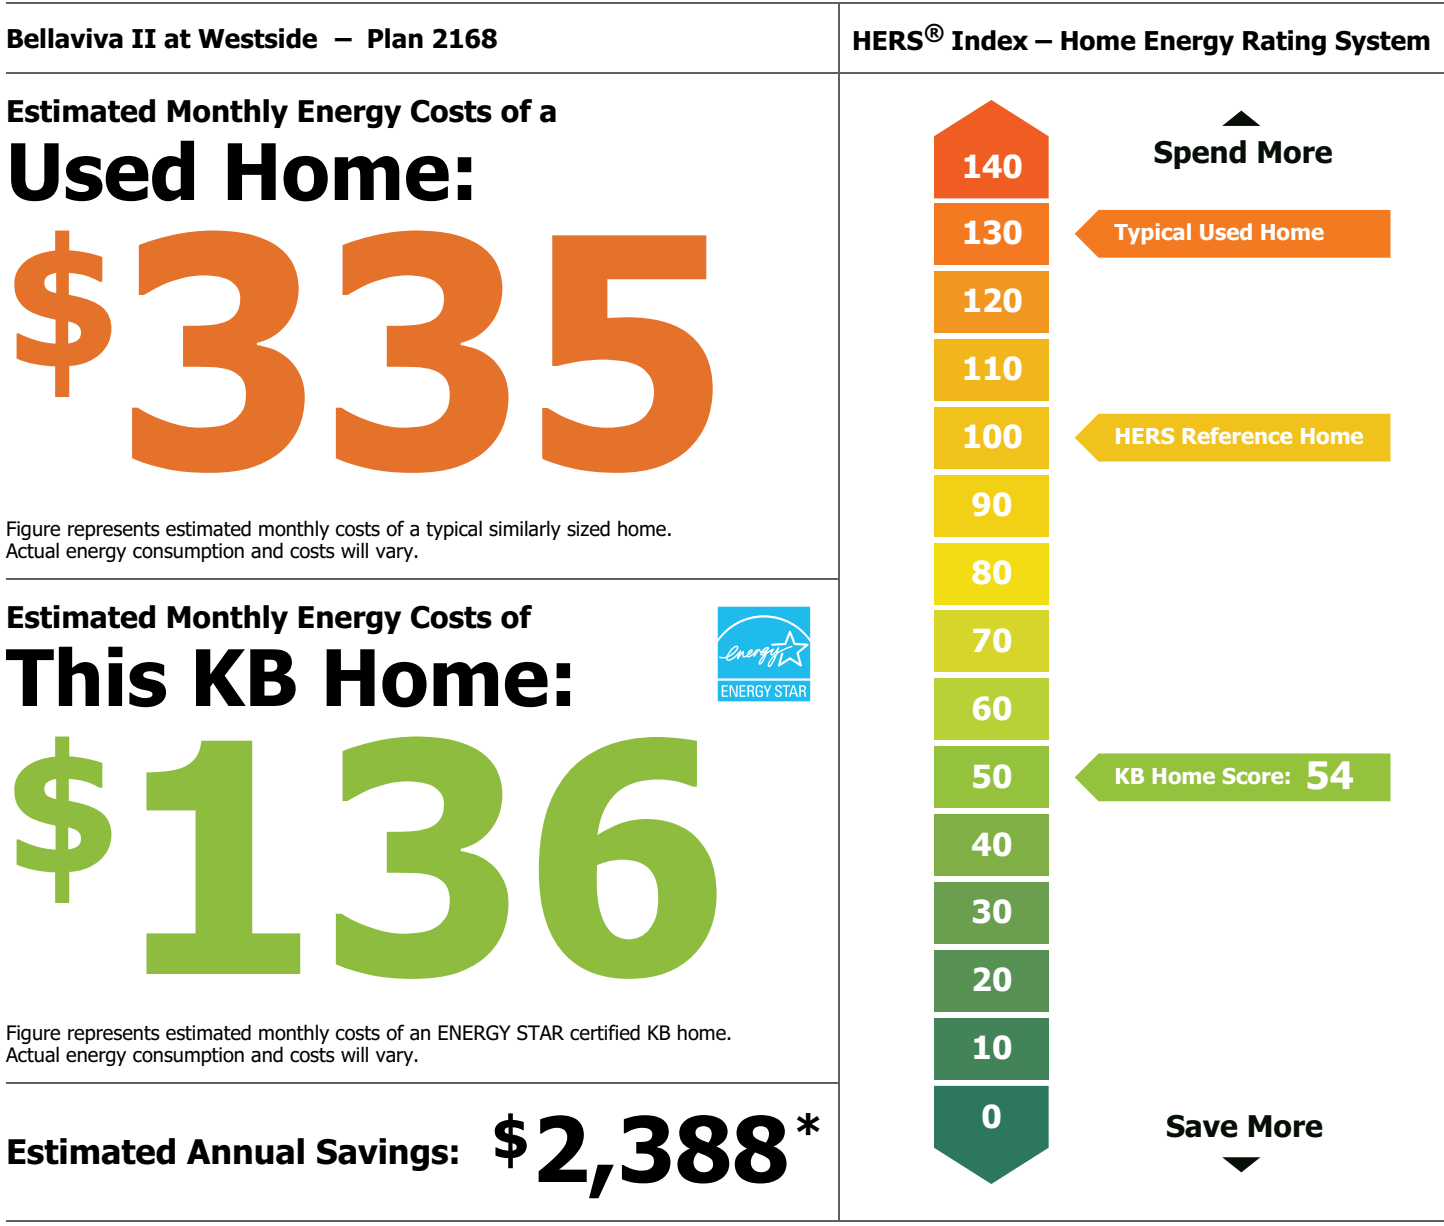 Bellaviva II at Westside – Plan 2168
Estimated Monthly Energy Costs of a
Used Home:
$335
Figure represents estimated monthly costs of a typical similarly sized home.
Actual energy consumption and costs will vary.
Estimated Monthly Energy Costs of
This KB Home:
energy
ENERGY STAR
$136
Figure represents estimated monthly costs of an ENERGY STAR certified KB home.
Actual energy consumption and costs will vary.
Estimated Annual Savings: $2,388*
HERS® Index – Home Energy Rating System
Spend More
140
130 Typical Used Home
120
110
100 HERS Reference Home
90
80
70
60
50 KB Home Score: 54
40
30
20
10
0
Save More